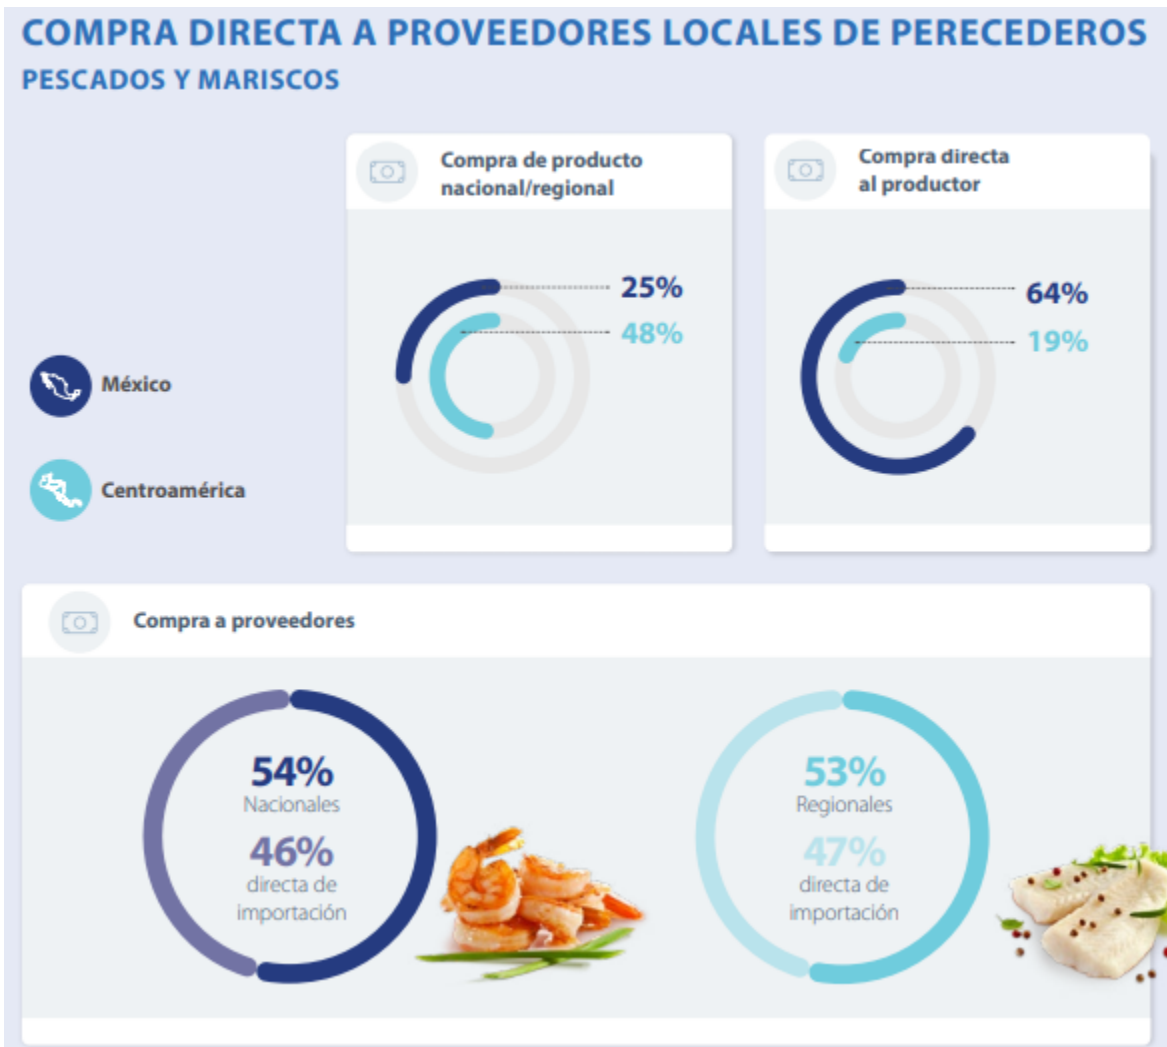 COMPRA DIRECTA A PROVEEDORES LOCALES DE PERECEDEROS
PESCADOS Y MARISCOS
Compra de producto
nacional/regional
25%
48%
Compra directa
al productor
64%
19%
México
Centroamérica
Compra a proveedores
54%
Nacionales
46%
directa de
importación
53%
Regionales
47%
directa de
importación